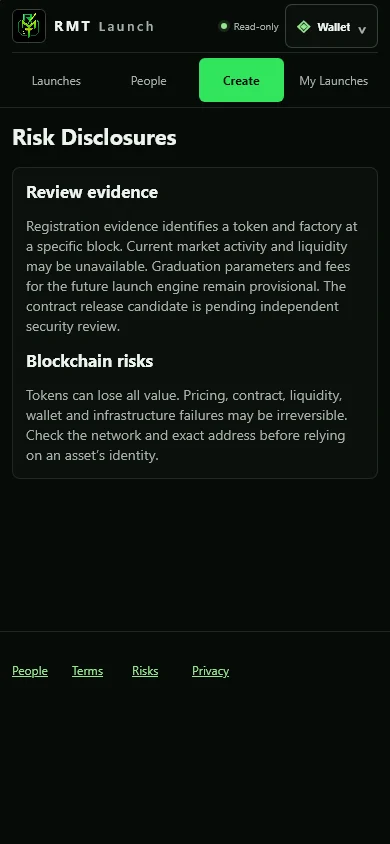 RMT Launch
Read-only
Wallet
Launches
People
Create
My Launches
Risk Disclosures
Review evidence
Registration evidence identifies a token and factory at
a specific block. Current market activity and liquidity
may be unavailable. Graduation parameters and fees
for the future launch engine remain provisional. The
contract release candidate is pending independent
security review.
Blockchain risks
Tokens can lose all value. Pricing, contract, liquidity,
wallet and infrastructure failures may be irreversible.
Check the network and exact address before relying
on an asset’s identity.
People
Terms
Risks
Privacy